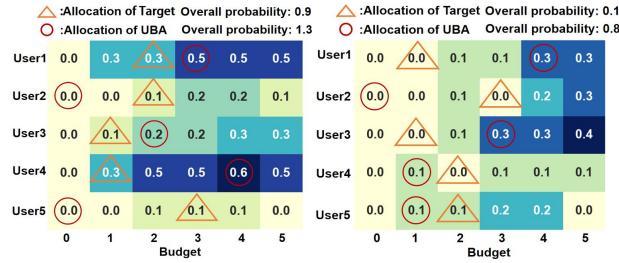 :Allocation of Target Overall probability: 0.9
:Allocation of UBA Overall probability: 1.3
User1 0.0 0.3 0.3 0.5 0.5 0.5
User2 0.0 0.0 0.1 0.2 0.2 0.1
User3 0.0 0.1 0.2 0.2 0.3 0.3
User4 0.0 0.3 0.5 0.5 0.6 0.5
User5 0.0 0.0 0.1 0.1 0.1 0.0
0 1 2 3 4 5
Budget
:Allocation of Target Overall probability: 0.1
:Allocation of UBA Overall probability: 0.8
User1 0.0 0.0 0.1 0.1 0.3 0.3
User2 0.0 0.0 0.1 0.0 0.2 0.3
User3 0.0 0.0 0.1 0.3 0.3 0.4
User4 0.0 0.1 0.0 0.1 0.1 0.1
User5 0.0 0.1 0.1 0.2 0.2 0.0
0 1 2 3 4 5
Budget